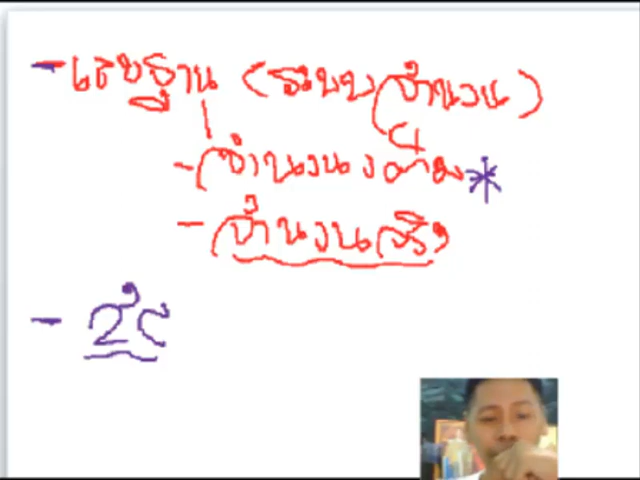 - เลขฐาน (ระบบจำนวน)
- จำนวนเต็ม *
- จำนวนจริง
-